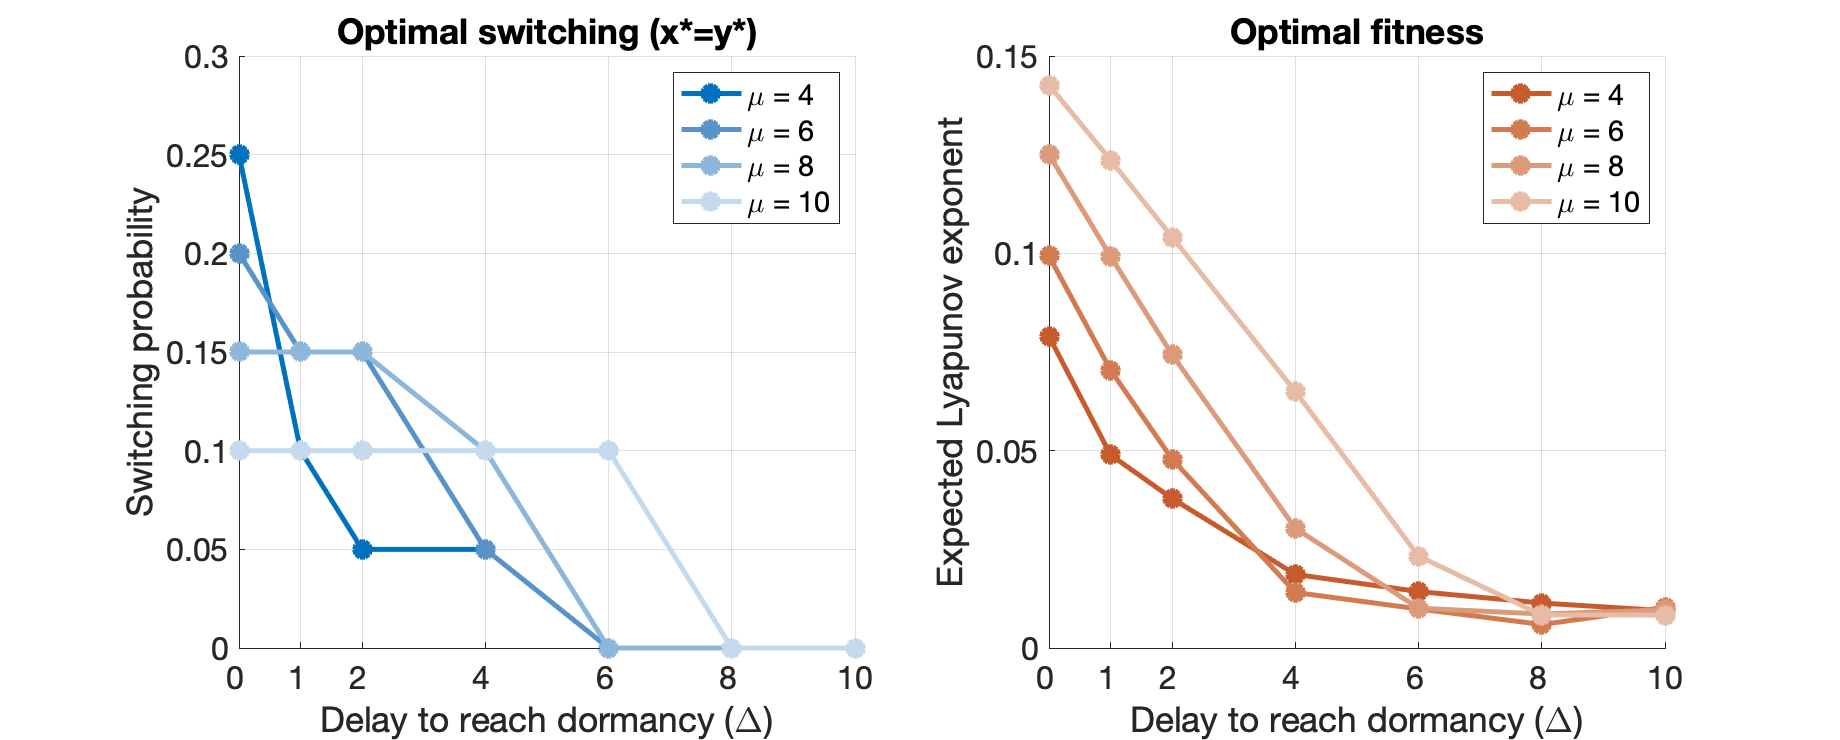 Optimal switching (x*=y*)
0.3
0.25
0.2
0.15
0.1
0.05
0
Switching probability
μ = 4
μ = 6
μ = 8
μ = 10
0 1 2 4 6 8 10
Delay to reach dormancy (Δ)
Optimal fitness
0.15
0.1
0.05
0
Expected Lyapunov exponent
μ = 4
μ = 6
μ = 8
μ = 10
0 1 2 4 6 8 10
Delay to reach dormancy (Δ)